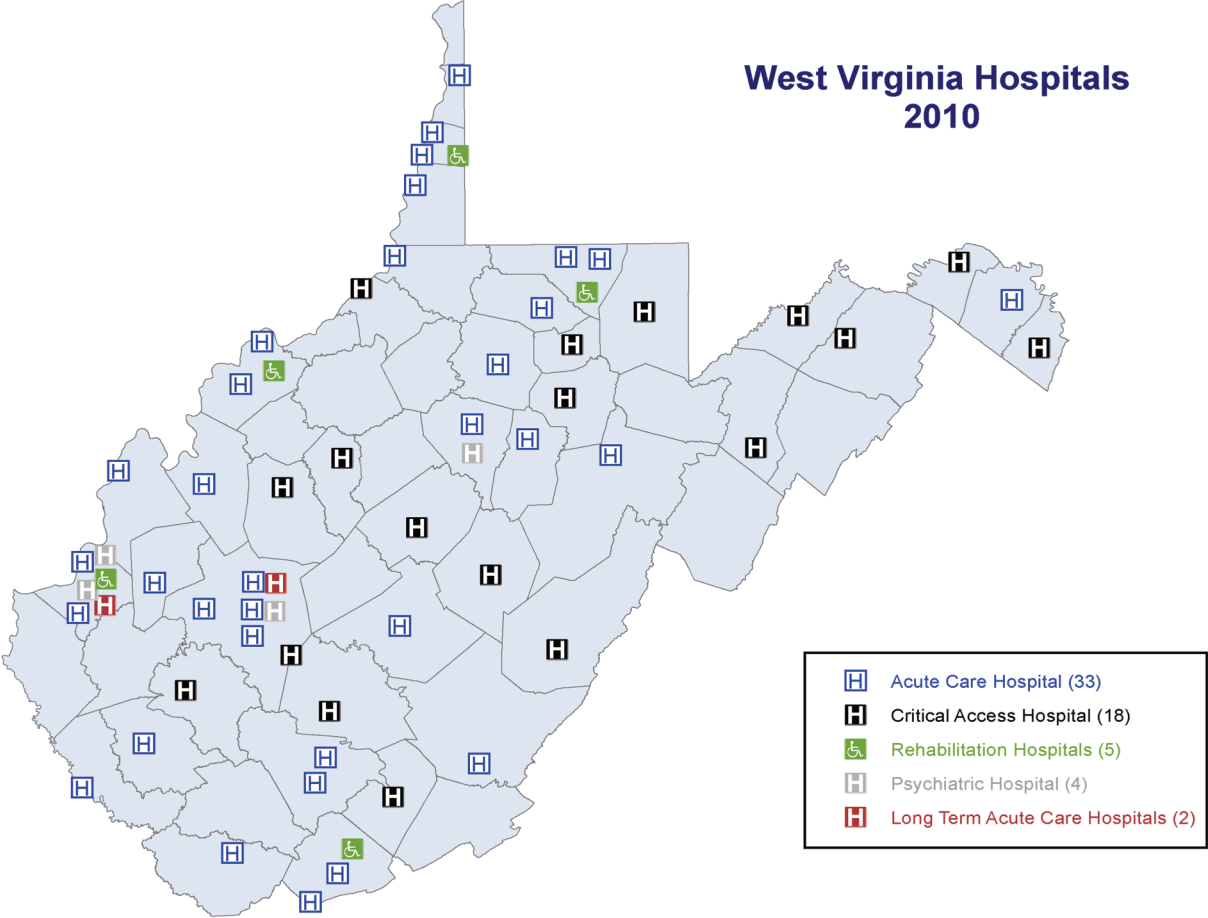 West Virginia Hospitals
2010
H Acute Care Hospital (33)
H Critical Access Hospital (18)
Rehabilitation Hospitals (5)
H Psychiatric Hospital (4)
H Long Term Acute Care Hospitals (2)